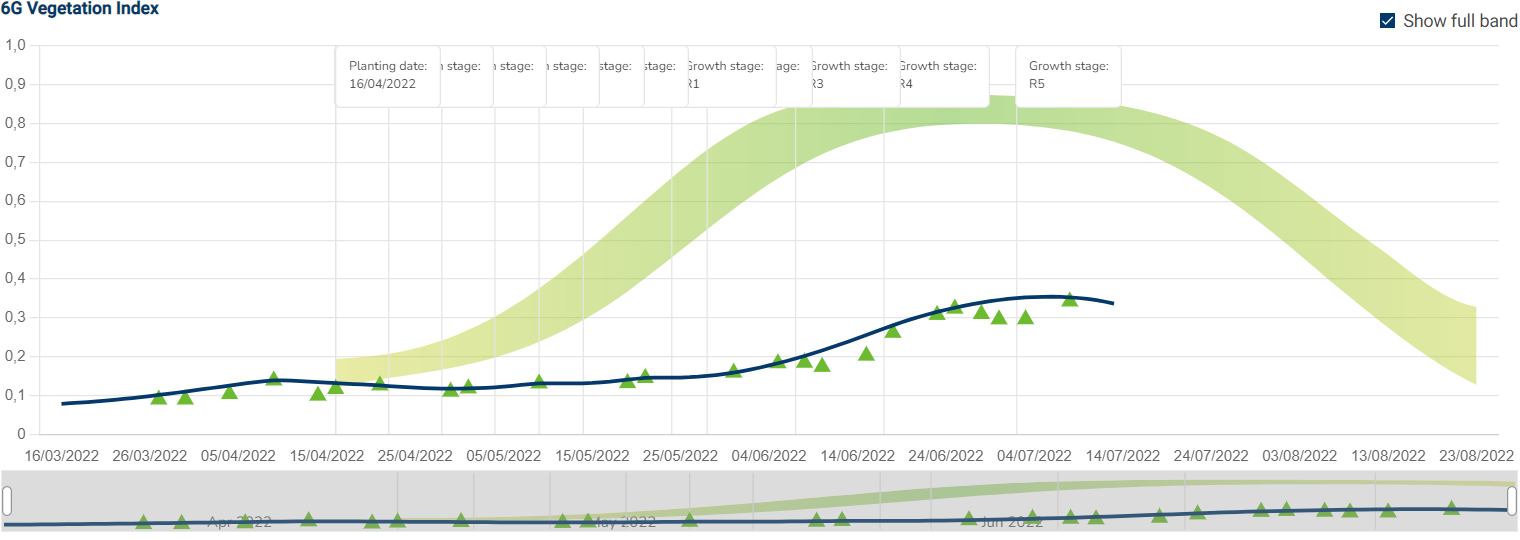 6G Vegetation Index
Show full band
1,0
0,9
0,8
0,7
0,6
0,5
0,4
0,3
0,2
0,1
0
Planting date:
16/04/2022
stage:
stage:
stage:
stage:
stage:
Growth stage:
R1
stage:
Growth stage:
R3
Growth stage:
R4
Growth stage:
R5
16/03/2022 26/03/2022 05/04/2022 15/04/2022 25/04/2022 05/05/2022 15/05/2022 25/05/2022 04/06/2022 14/06/2022 24/06/2022 04/07/2022 14/07/2022 24/07/2022 03/08/2022 13/08/2022 23/08/2022
Apr 2022 May 2022 Jun 2022